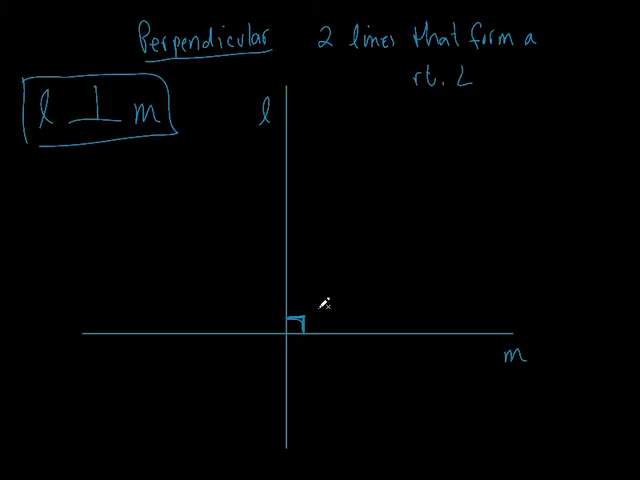 Perpendicular 2 lines that form a
rt. ∠
l ⊥ m
l
m